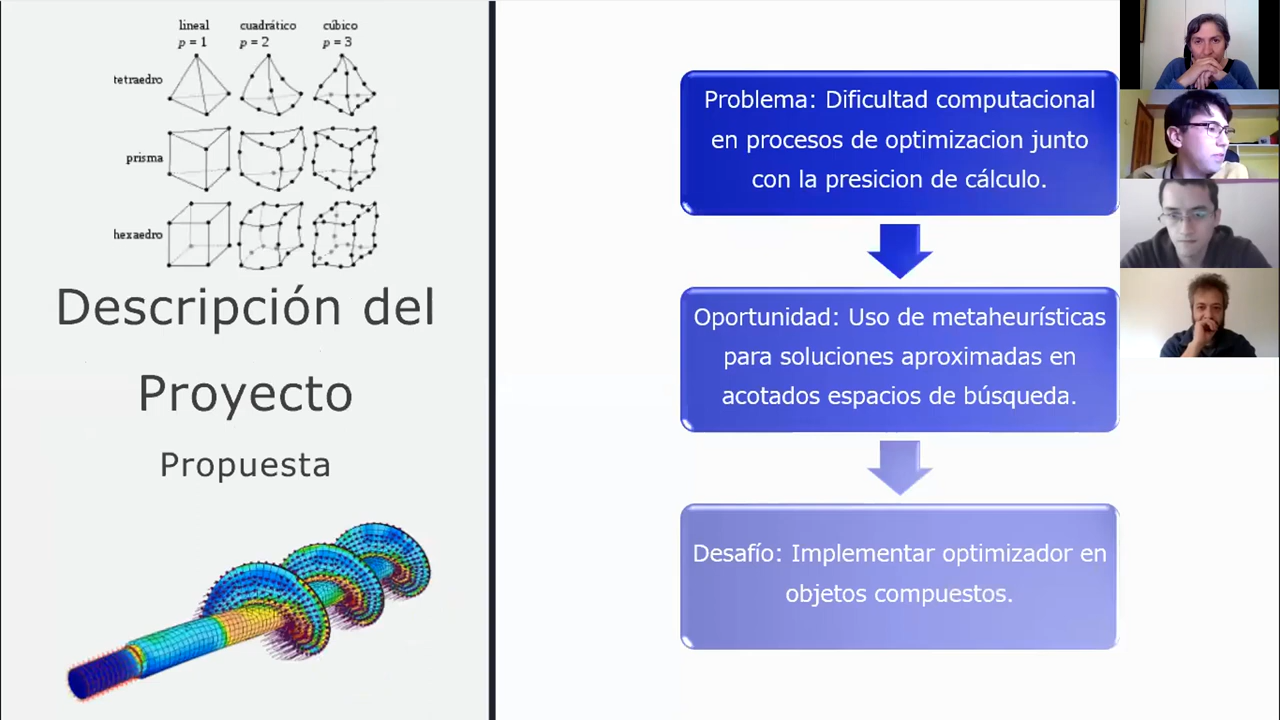 lineal cuadrático cúbico
p = 1 p = 2 p = 3
tetraedro
prisma
hexaedro
Descripción del
Proyecto
Propuesta
Problema: Dificultad computacional
en procesos de optimizacion junto
con la presicion de cálculo.
Oportunidad: Uso de metaheurísticas
para soluciones aproximadas en
acotados espacios de búsqueda.
Desafío: Implementar optimizador en
objetos compuestos.